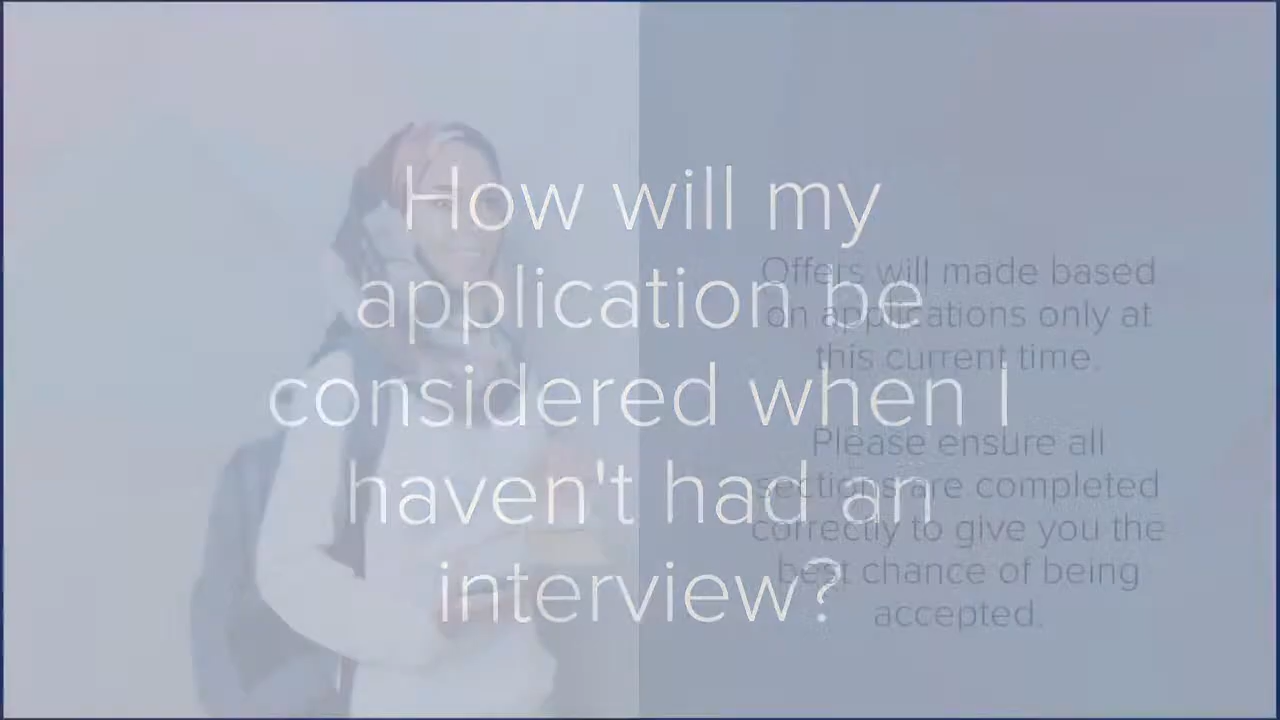 How will my
application be
considered when I
haven't had an
interview?
Offers will made based
on applications only at
this current time.
Please ensure all
sections are completed
correctly to give you the
best chance of being
accepted.